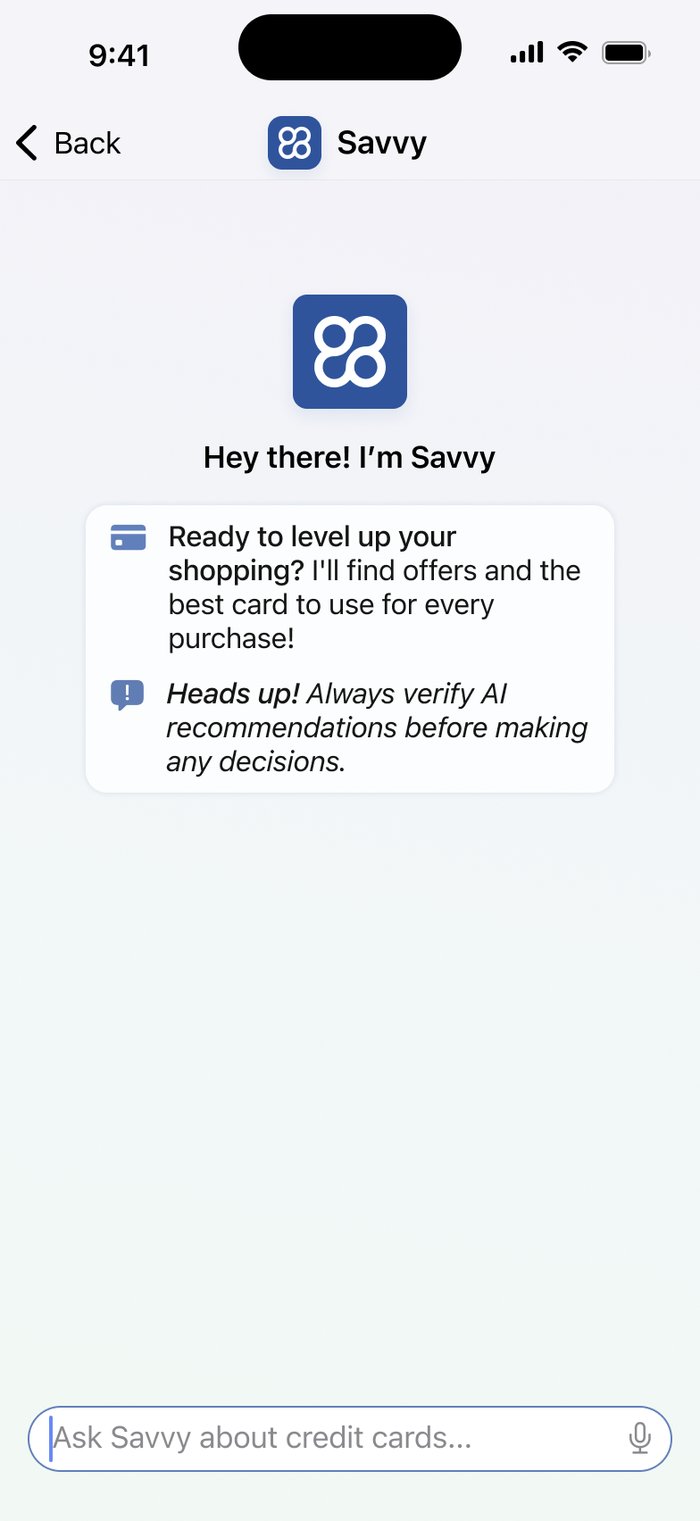 9:41
Back
Savvy
Hey there! I’m Savvy
Ready to level up your
shopping? I'll find offers and the
best card to use for every
purchase!
Heads up! Always verify AI
recommendations before making
any decisions.
Ask Savvy about credit cards...